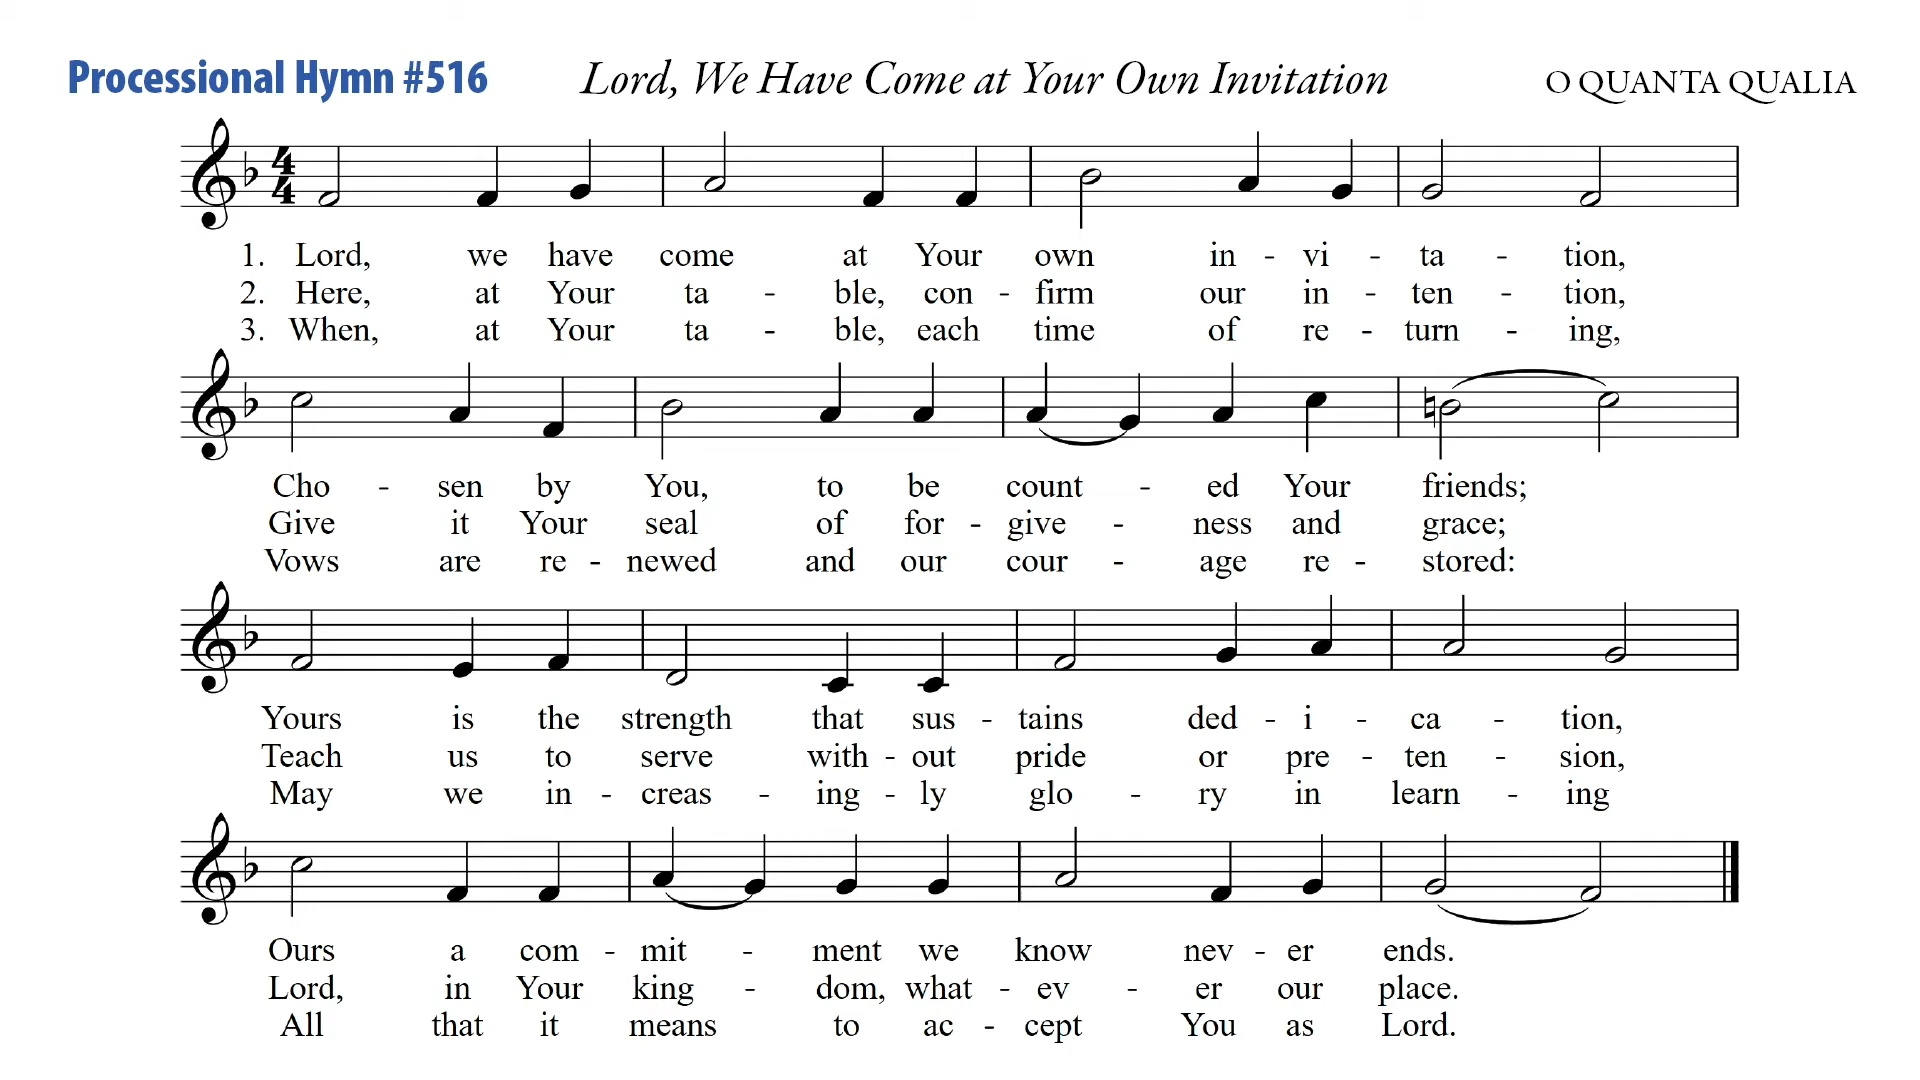 Processional Hymn #516 Lord, We Have Come at Your Own Invitation O QUANTA QUALIA
4
4
1. Lord, we have come at Your own in - vi - ta - tion,
2. Here, at Your ta - ble, con - firm our in - ten - tion,
3. When, at Your ta - ble, each time of re - turn - ing,
Cho - sen by You, to be count - ed Your friends;
Give it Your seal of for - give - ness and grace;
Vows are re - newed and our cour - age re - stored:
Yours is the strength that sus - tains ded - i - ca - tion,
Teach us to serve with - out pride or pre - ten - sion,
May we in - creas - ing - ly glo - ry in learn - ing
Ours a com - mit - ment we know nev - er ends.
Lord, in Your king - dom, what - ev - er our place.
All that it means to ac - cept You as Lord.